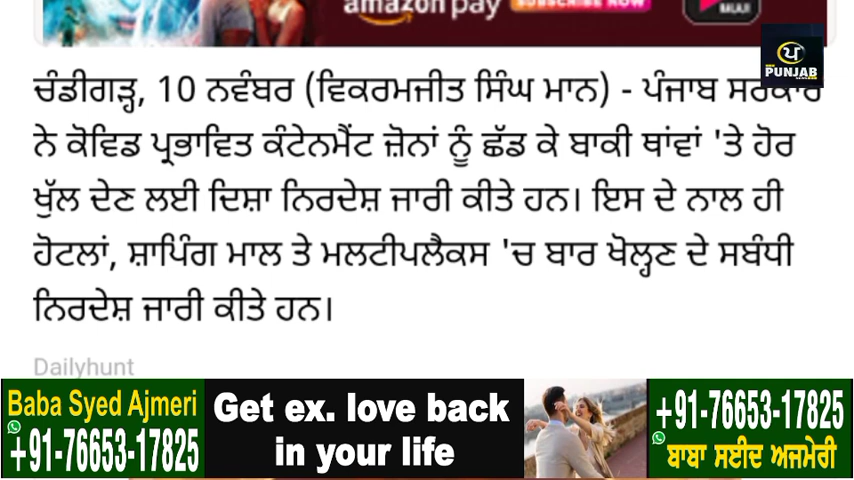 amazon pay
SUBSCRIBE NOW
ਪ
PUNJAB
ਚੰਡੀਗੜ੍ਹ, 10 ਨਵੰਬਰ (ਵਿਕਰਮਜੀਤ ਸਿੰਘ ਮਾਨ) - ਪੰਜਾਬ ਸਰਕਾਰ
ਨੇ ਕੋਵਿਡ ਪ੍ਰਭਾਵਿਤ ਕੰਟੇਨਮੈਂਟ ਜ਼ੋਨਾਂ ਨੂੰ ਛੱਡ ਕੇ ਬਾਕੀ ਥਾਂਵਾਂ 'ਤੇ ਹੋਰ
ਖੁੱਲ ਦੇਣ ਲਈ ਦਿਸ਼ਾ ਨਿਰਦੇਸ਼ ਜਾਰੀ ਕੀਤੇ ਹਨ। ਇਸ ਦੇ ਨਾਲ ਹੀ
ਹੋਟਲਾਂ, ਸ਼ਾਪਿੰਗ ਮਾਲ ਤੇ ਮਲਟੀਪਲੈਕਸ 'ਚ ਬਾਰ ਖੋਲ੍ਹਣ ਦੇ ਸਬੰਧੀ
ਨਿਰਦੇਸ਼ ਜਾਰੀ ਕੀਤੇ ਹਨ।
Dailyhunt
Baba Syed Ajmeri
+91-76653-17825
Get ex. love back
in your life
+91-76653-17825
ਬਾਬਾ ਸਈਦ ਅਜਮੇਰੀ